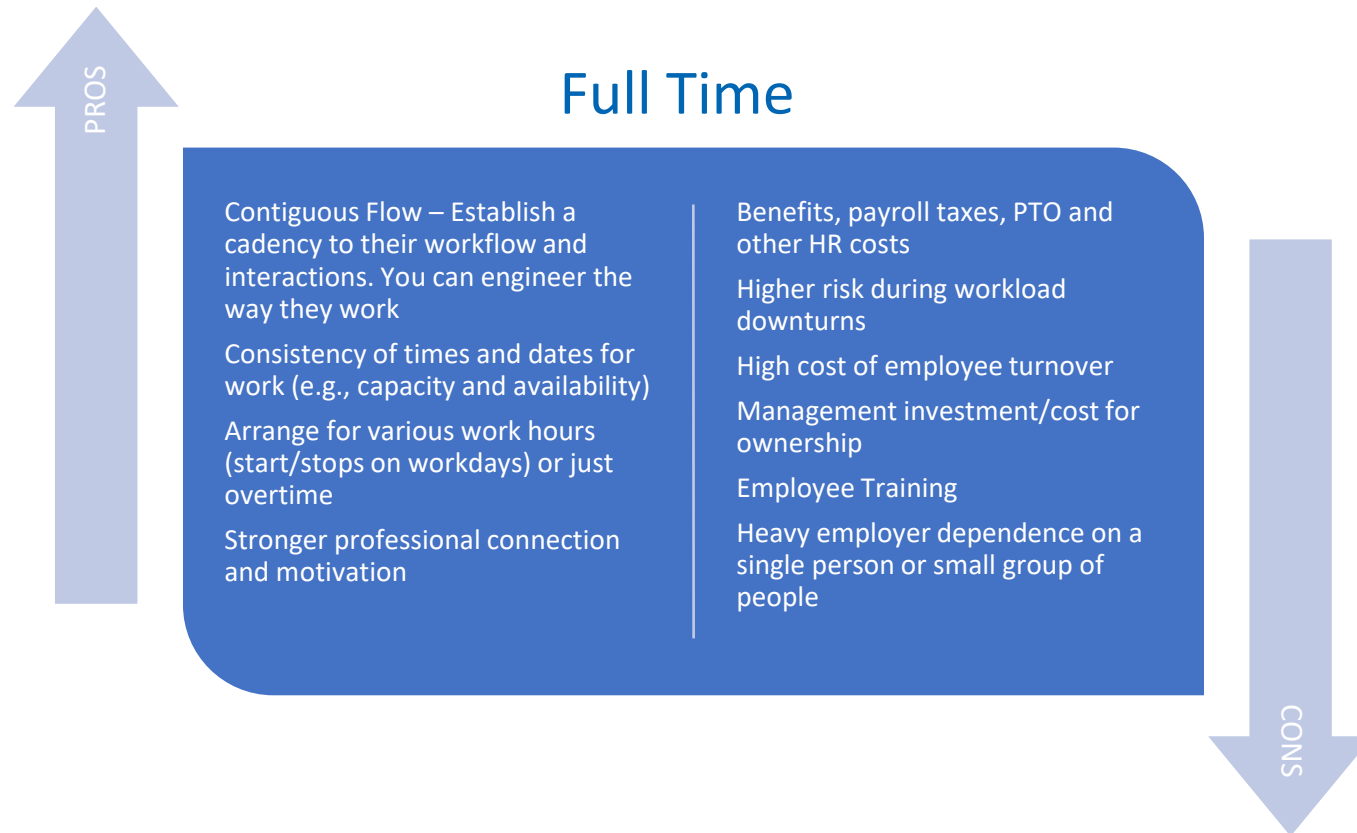 PROS
Full Time
Contiguous Flow – Establish a
cadency to their workflow and
interactions. You can engineer the
way they work
Consistency of times and dates for
work (e.g., capacity and availability)
Arrange for various work hours
(start/stops on workdays) or just
overtime
Stronger professional connection
and motivation
Benefits, payroll taxes, PTO and
other HR costs
Higher risk during workload
downturns
High cost of employee turnover
Management investment/cost for
ownership
Employee Training
Heavy employer dependence on a
single person or small group of
people
CONS